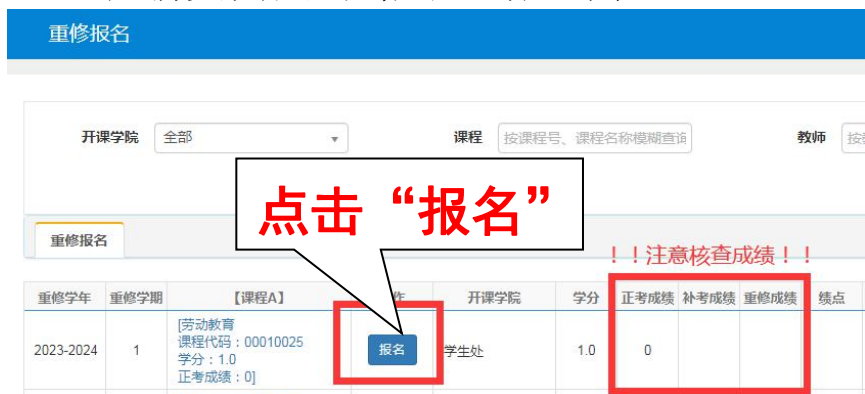 重修报名
开课学院 全部 课程 按课程号、课程名称模糊查询 教师
点击“报名”
重修报名
！！注意核查成绩！！
重修学年 重修学期 【课程A】 作 开课学院 学分 正考成绩 补考成绩 重修成绩 绩点
[劳动教育
课程代码：00010025
2023-2024 1 报名 学生处 1.0 0
学分：1.0
正考成绩：0]